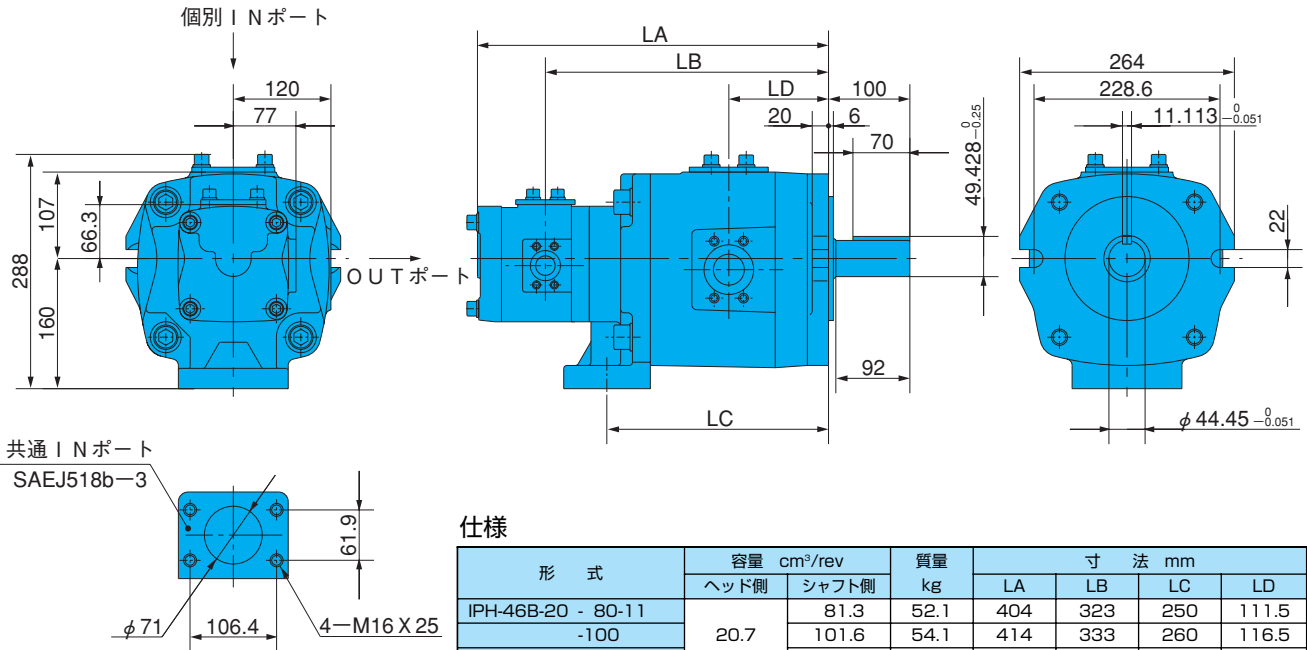 個別INポート
120
77
288
107
66.3
160
OUTポート
LA
LB
LD
100
20
6
70
49.428 0 -0.25
92
LC
264
228.6
11.113 0 -0.051
22
φ44.45 0 -0.051
共通INポート
SAEJ518b-3
61.9
φ71
106.4
4-M16X25
仕様
形 式 容量 cm³/rev 質量 kg 寸 法 mm
ヘッド側 シャフト側 LA LB LC LD
IPH-46B-20 - 80-11 20.7 81.3 52.1 404 323 250 111.5
-100 101.6 54.1 414 333 260 116.5